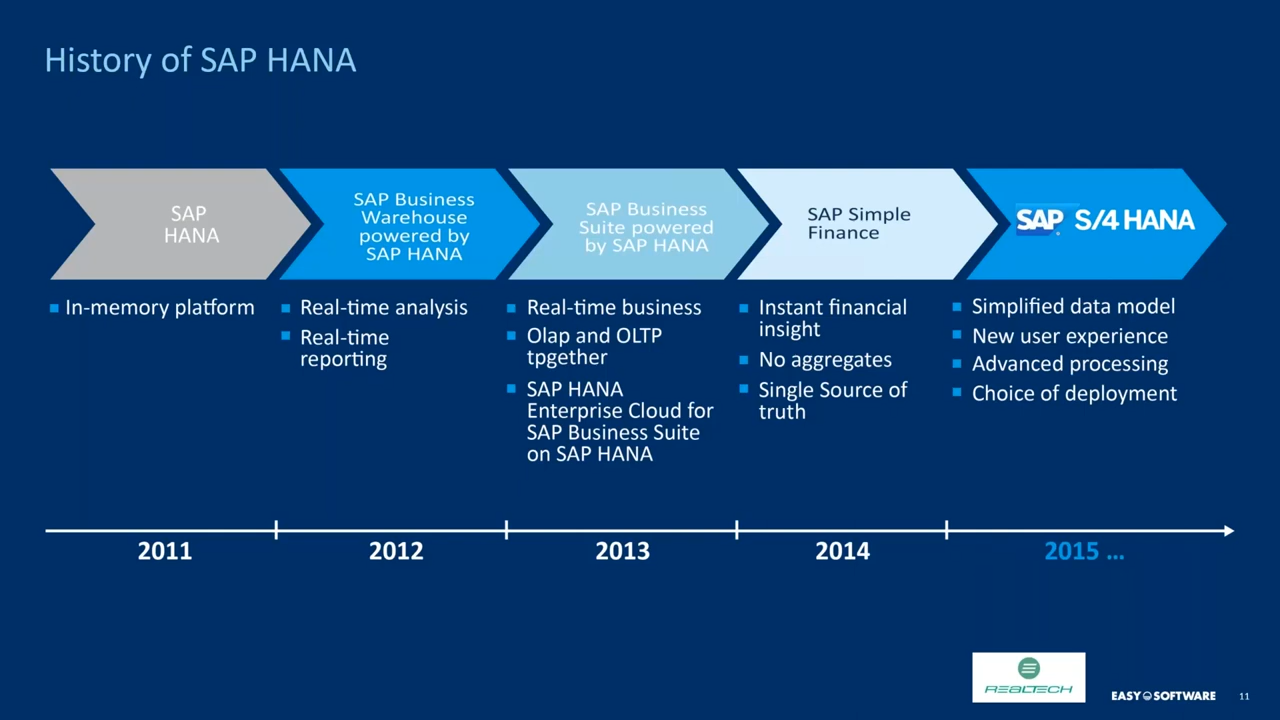 History of SAP HANA
SAP
HANA
SAP Business
Warehouse
powered by
SAP HANA
SAP Business
Suite powered
by SAP HANA
SAP Simple
Finance
SAP S/4 HANA
In-memory platform
Real-time analysis
Real-time
reporting
Real-time business
Olap and OLTP
tpgether
SAP HANA
Enterprise Cloud for
SAP Business Suite
on SAP HANA
Instant financial
insight
No aggregates
Single Source of
truth
Simplified data model
New user experience
Advanced processing
Choice of deployment
2011
2012
2013
2014
2015 ...
REALTECH
EASY SOFTWARE
11